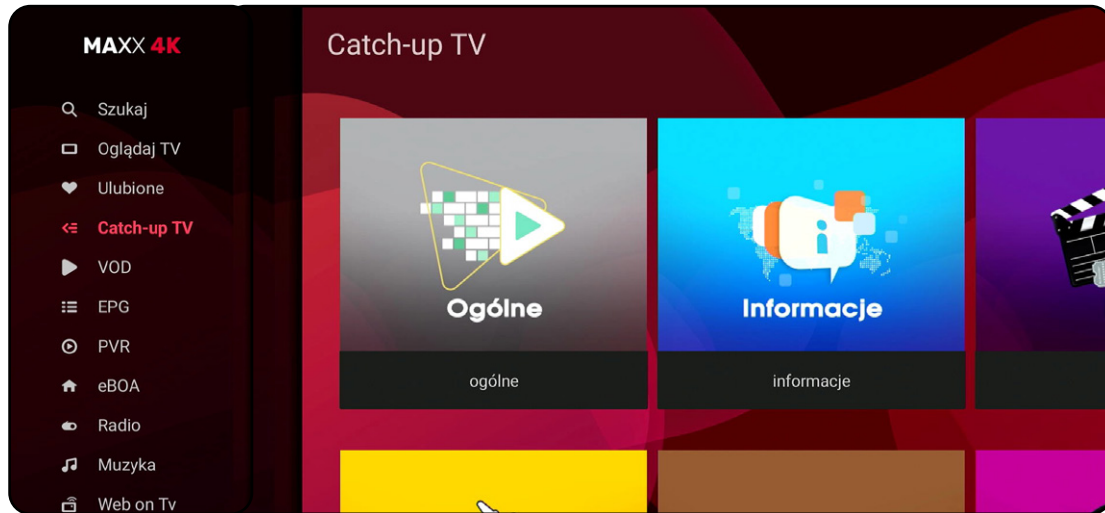 MAXX 4K
Szukaj
Oglądaj TV
Ulubione
Catch-up TV
VOD
EPG
PVR
eBOA
Radio
Muzyka
Web on Tv
Catch-up TV
Ogólne
ogólne
Informacje
informacje